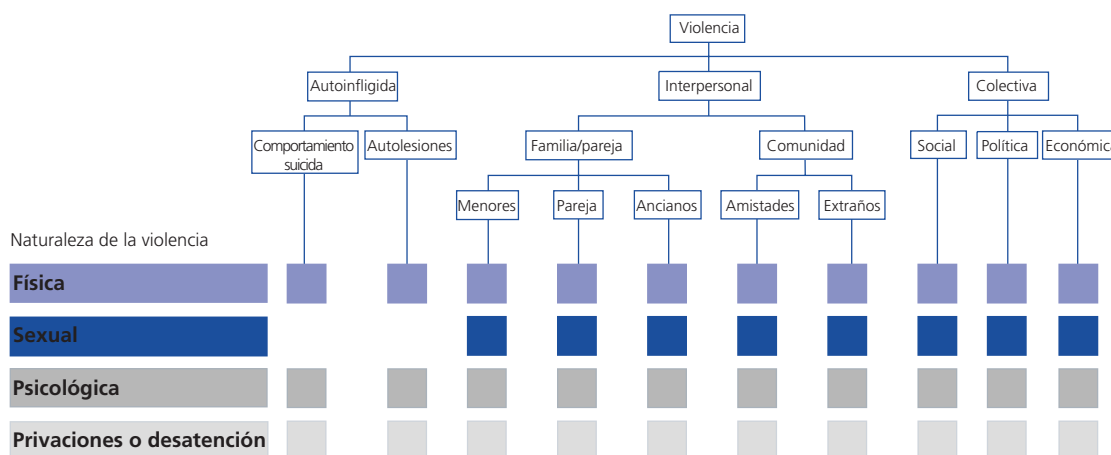 Violencia
Autoinfligida
Interpersonal
Colectiva
Comportamiento
suicida
Autolesiones
Familia/pareja
Comunidad
Social
Política
Económica
Menores
Pareja
Ancianos
Amistades
Extraños
Naturaleza de la violencia
Física
Sexual
Psicológica
Privaciones o desatención